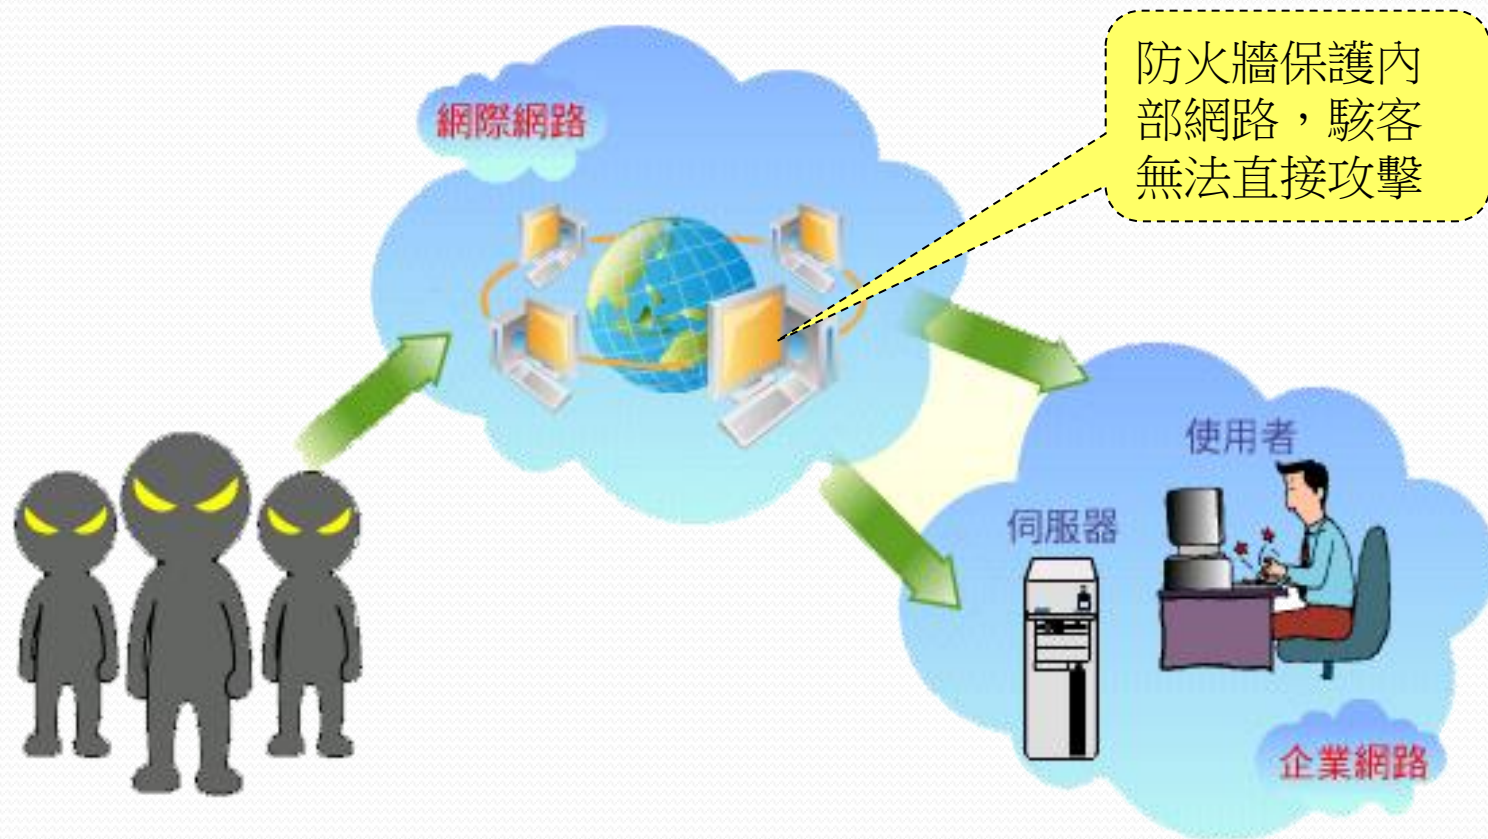 防火牆保護內
部網路，駭客
無法直接攻擊
網際網路
使用者
伺服器
企業網路